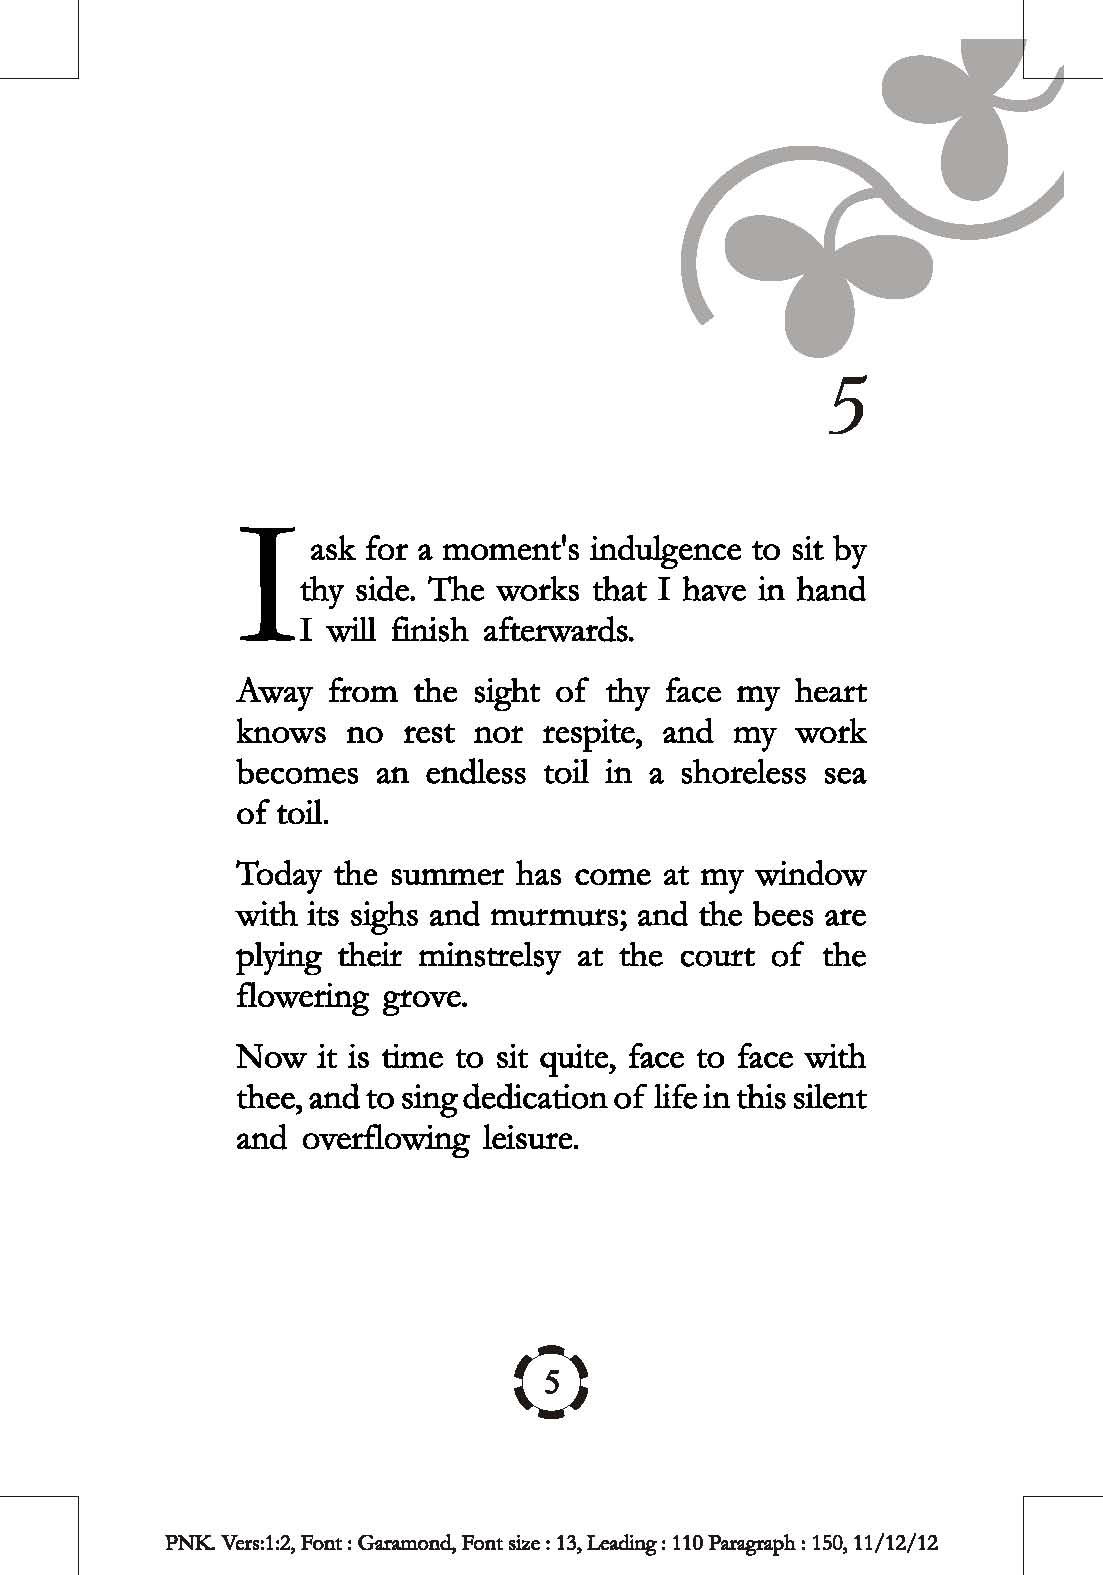 5
I ask for a moment's indulgence to sit by
thy side. The works that I have in hand
I will finish afterwards.
Away from the sight of thy face my heart
knows no rest nor respite, and my work
becomes an endless toil in a shoreless sea
of toil.
Today the summer has come at my window
with its sighs and murmurs; and the bees are
plying their minstrelsy at the court of the
flowering grove.
Now it is time to sit quite, face to face with
thee, and to sing dedication of life in this silent
and overflowing leisure.
5
PNK. Vers:1:2, Font : Garamond, Font size : 13, Leading : 110 Paragraph : 150, 11/12/12